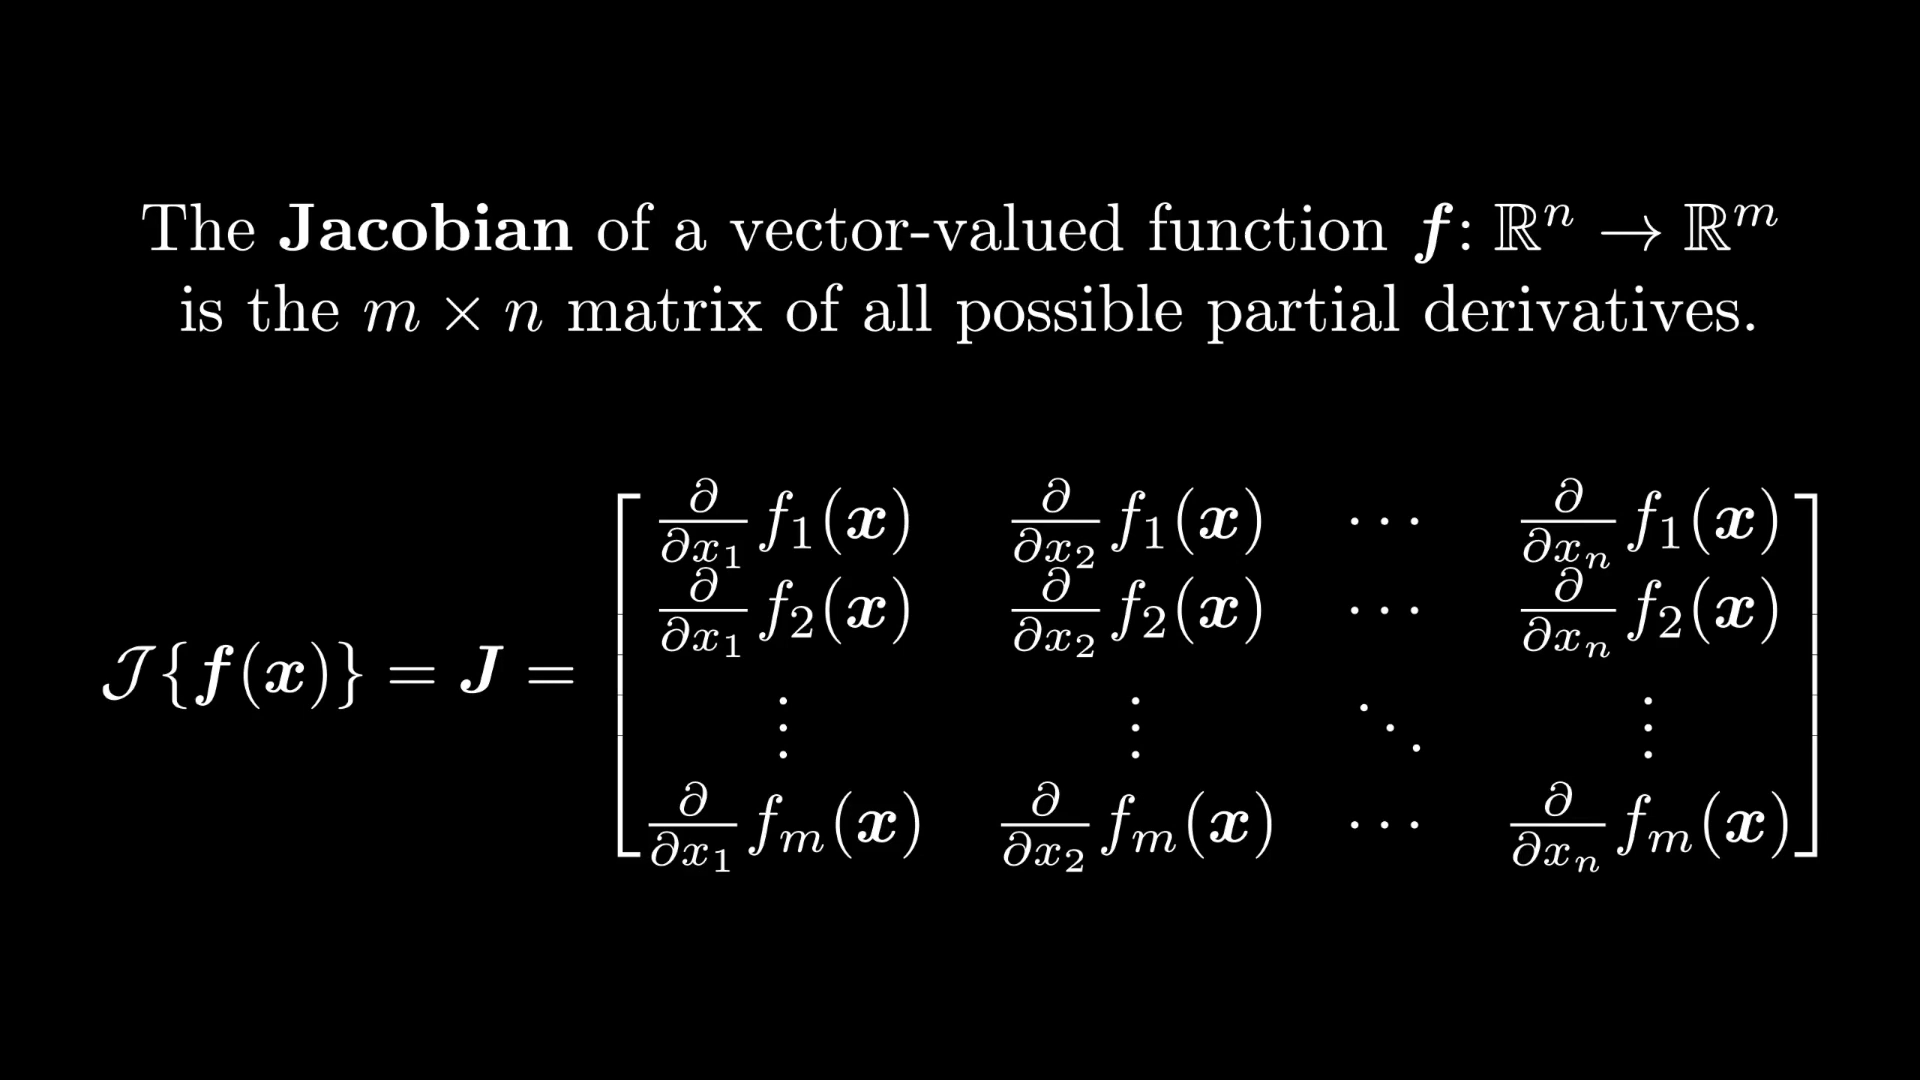 The Jacobian of a vector-valued function 𝒇: ℝⁿ → ℝᵐ
is the m × n matrix of all possible partial derivatives.
𝒥{𝒇(𝒙)} = 𝑱 = [ ∂/∂x₁ f₁(𝒙) ∂/∂x₂ f₁(𝒙) ⋯ ∂/∂xₙ f₁(𝒙)
∂/∂x₁ f₂(𝒙) ∂/∂x₂ f₂(𝒙) ⋯ ∂/∂xₙ f₂(𝒙)
⋮ ⋮ ⋱ ⋮
∂/∂x₁ fₘ(𝒙) ∂/∂x₂ fₘ(𝒙) ⋯ ∂/∂xₙ fₘ(𝒙) ]